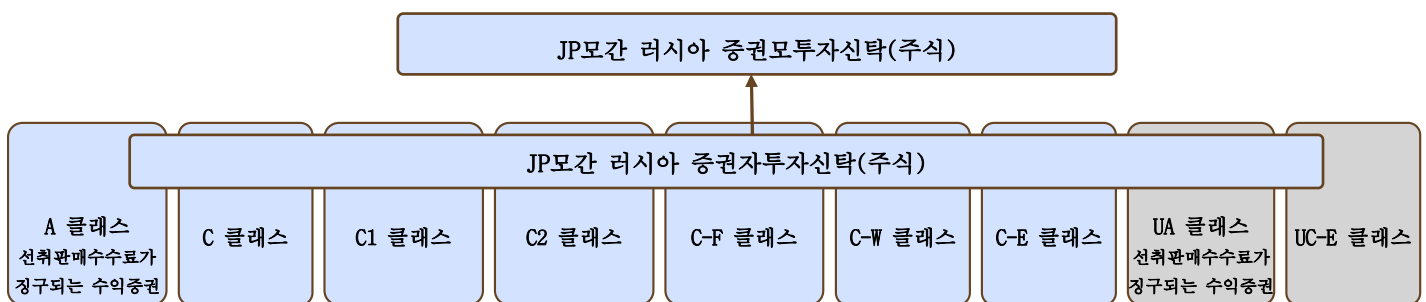 JP모간 러시아 증권모투자신탁(주식)
JP모간 러시아 증권자투자신탁(주식)
A 클래스
선취판매수수료가
징구되는 수익증권
C 클래스
C1 클래스
C2 클래스
C-F 클래스
C-W 클래스
C-E 클래스
UA 클래스
선취판매수수료가
징구되는 수익증권
UC-E 클래스